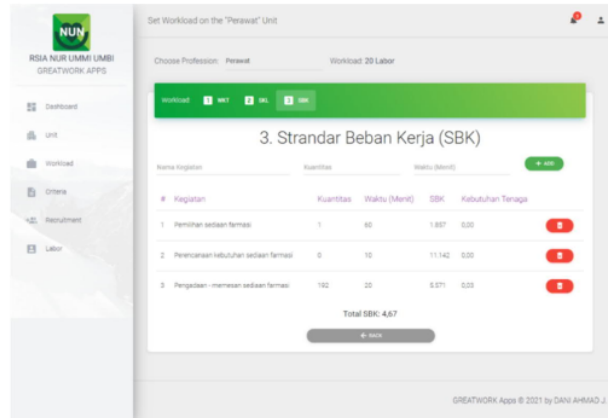 NUN
RSIA NUR UMMI UMBI
GREATWORK APPS
Dashboard
Unit
Workload
Criteria
Recruitment
Labor
Set Workload on the "Perawat" Unit
Choose Profession: Perawat Workload: 20 Labor
Workload: 1 WKT 2 SKL 3 SBK
3. Strandar Beban Kerja (SBK)
Nama Kegiatan Kuantitas Waktu (Menit) + ADD
# Kegiatan Kuantitas Waktu (Menit) SBK Kebutuhan Tenaga
1 Pemilihan sediaan farmasi 1 60 1.857 0,00
2 Perencanaan kebutuhan sediaan farmasi 0 10 11.142 0,00
3 Pengadaan - memesan sediaan farmasi 192 20 5.571 0,03
Total SBK: 4,67
← BACK
GREATWORK Apps © 2021 by DANI AHMAD J.